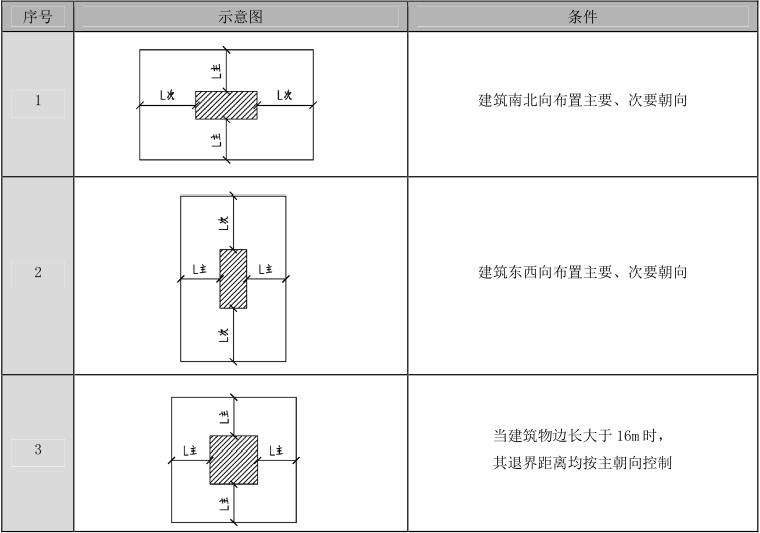 序号 示意图 条件
1
L主
L次 L次
L主
建筑南北向布置主要、次要朝向
2
L次
L主 L主
L次
建筑东西向布置主要、次要朝向
3
L主
L主 L主
L主
当建筑物边长大于16m时，
其退界距离均按主朝向控制